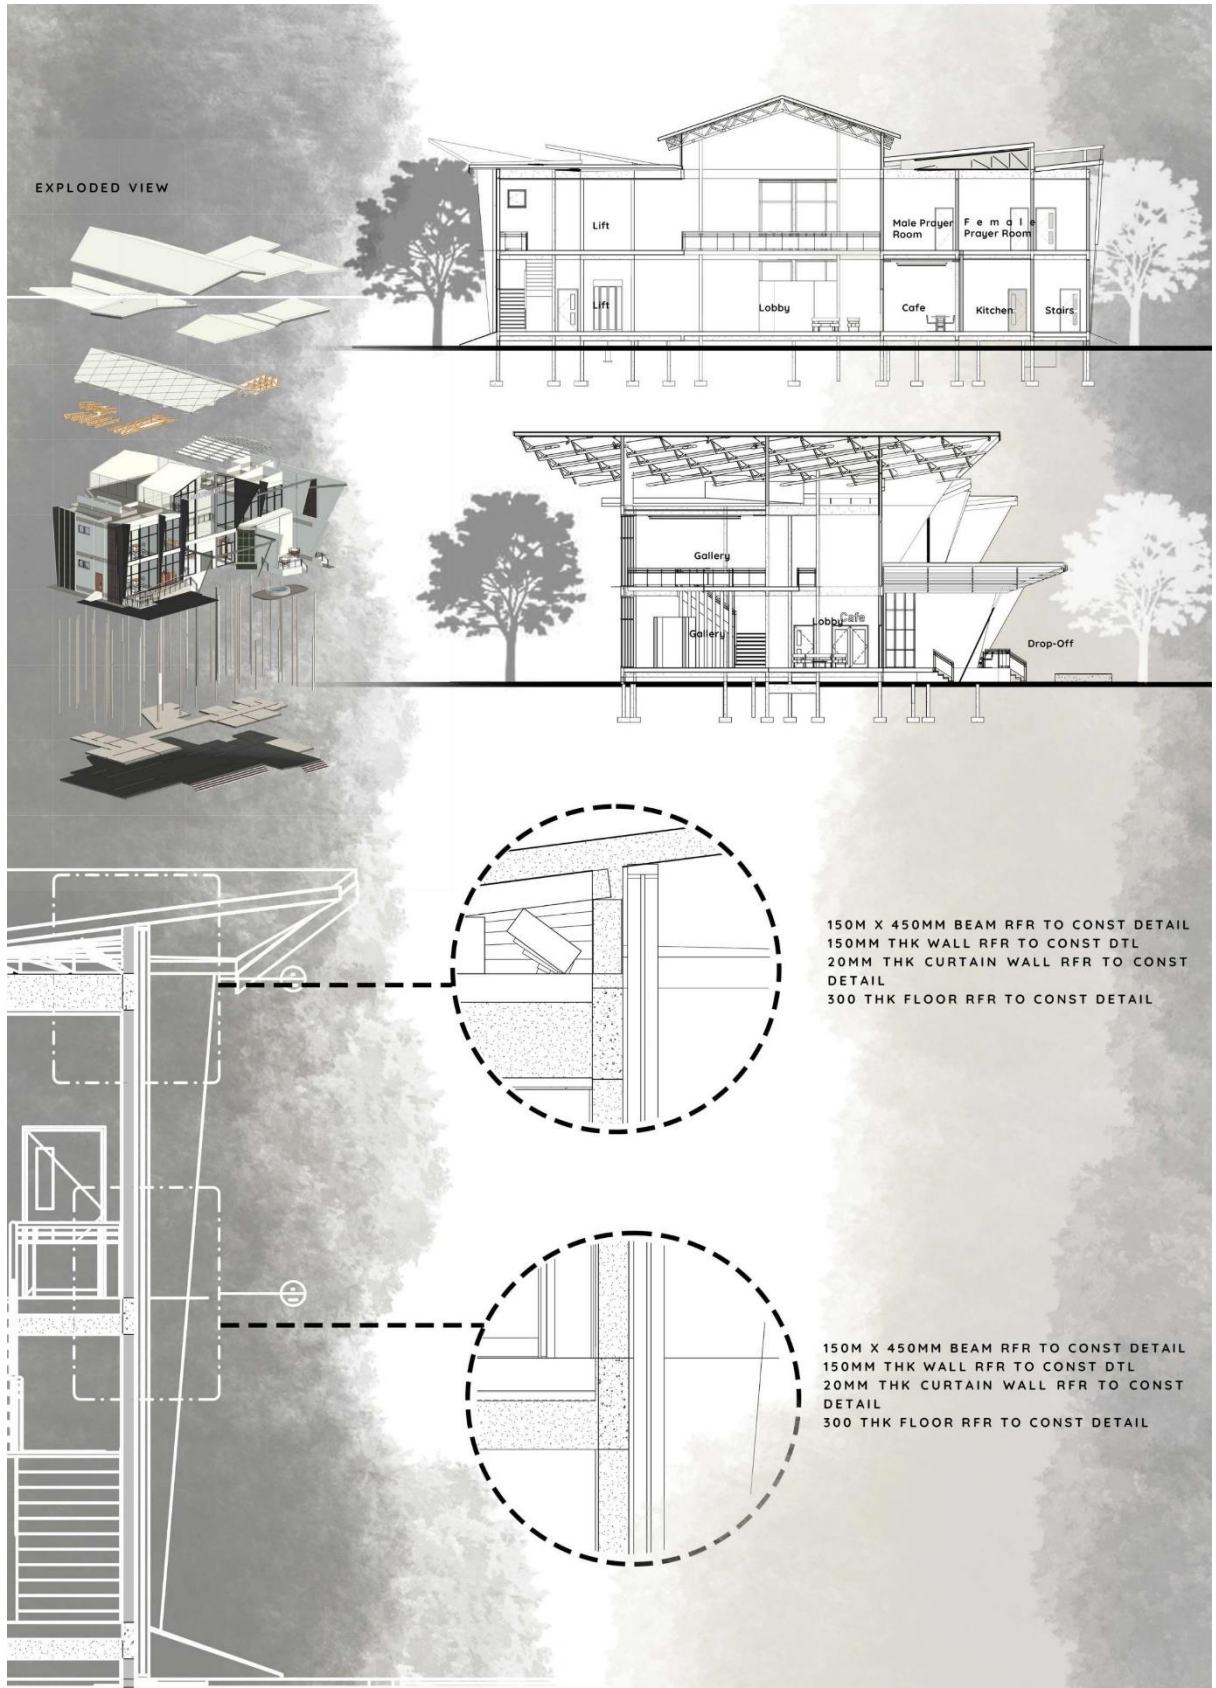 EXPLODED VIEW
Lift
Male Prayer
Room
F e m a l e
Prayer Room
Lift
Lobby
Cafe
Kitchen
Stairs
Gallery
Gallery
Lobby
Cafe
Drop-Off
150M X 450MM BEAM RFR TO CONST DETAIL
150MM THK WALL RFR TO CONST DTL
20MM THK CURTAIN WALL RFR TO CONST
DETAIL
300 THK FLOOR RFR TO CONST DETAIL
150M X 450MM BEAM RFR TO CONST DETAIL
150MM THK WALL RFR TO CONST DTL
20MM THK CURTAIN WALL RFR TO CONST
DETAIL
300 THK FLOOR RFR TO CONST DETAIL